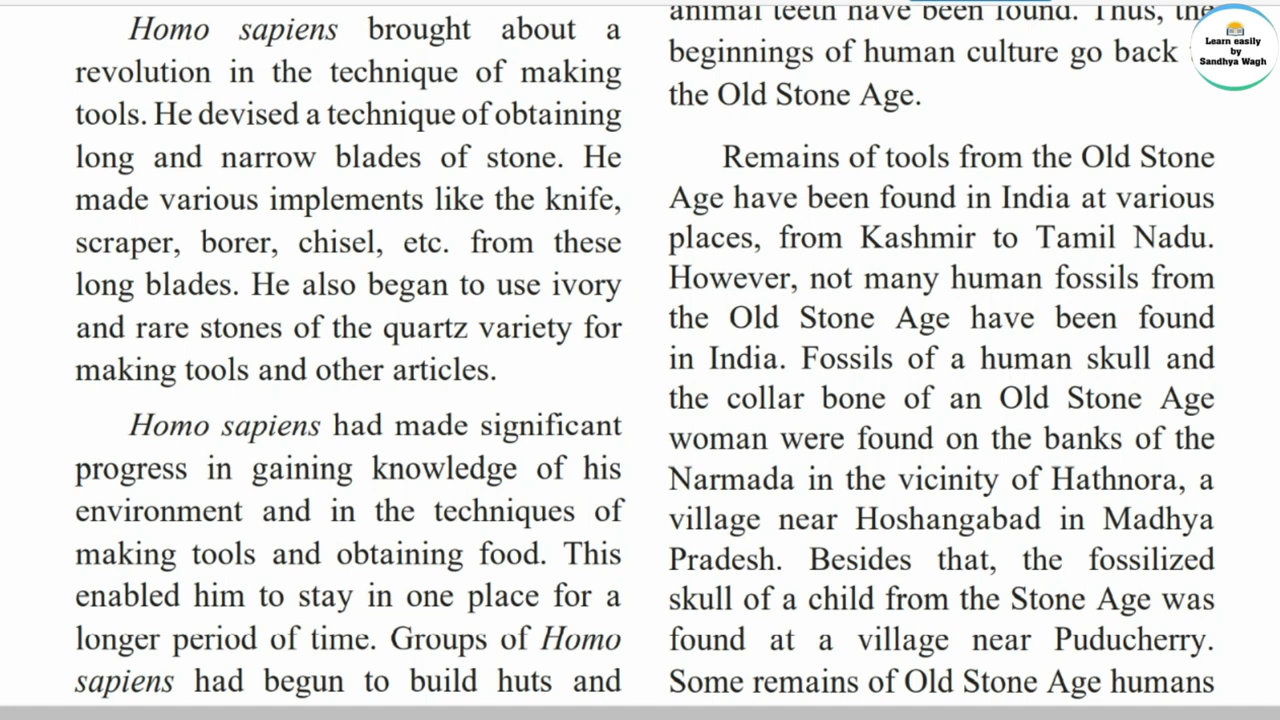 Homo sapiens brought about a
revolution in the technique of making
tools. He devised a technique of obtaining
long and narrow blades of stone. He
made various implements like the knife,
scraper, borer, chisel, etc. from these
long blades. He also began to use ivory
and rare stones of the quartz variety for
making tools and other articles.
Homo sapiens had made significant
progress in gaining knowledge of his
environment and in the techniques of
making tools and obtaining food. This
enabled him to stay in one place for a
longer period of time. Groups of Homo
sapiens had begun to build huts and
animal teeth have been found. Thus, the
beginnings of human culture go back
the Old Stone Age.
Remains of tools from the Old Stone
Age have been found in India at various
places, from Kashmir to Tamil Nadu.
However, not many human fossils from
the Old Stone Age have been found
in India. Fossils of a human skull and
the collar bone of an Old Stone Age
woman were found on the banks of the
Narmada in the vicinity of Hathnora, a
village near Hoshangabad in Madhya
Pradesh. Besides that, the fossilized
skull of a child from the Stone Age was
found at a village near Puducherry.
Some remains of Old Stone Age humans
Learn easily
by
Sandhya Wagh